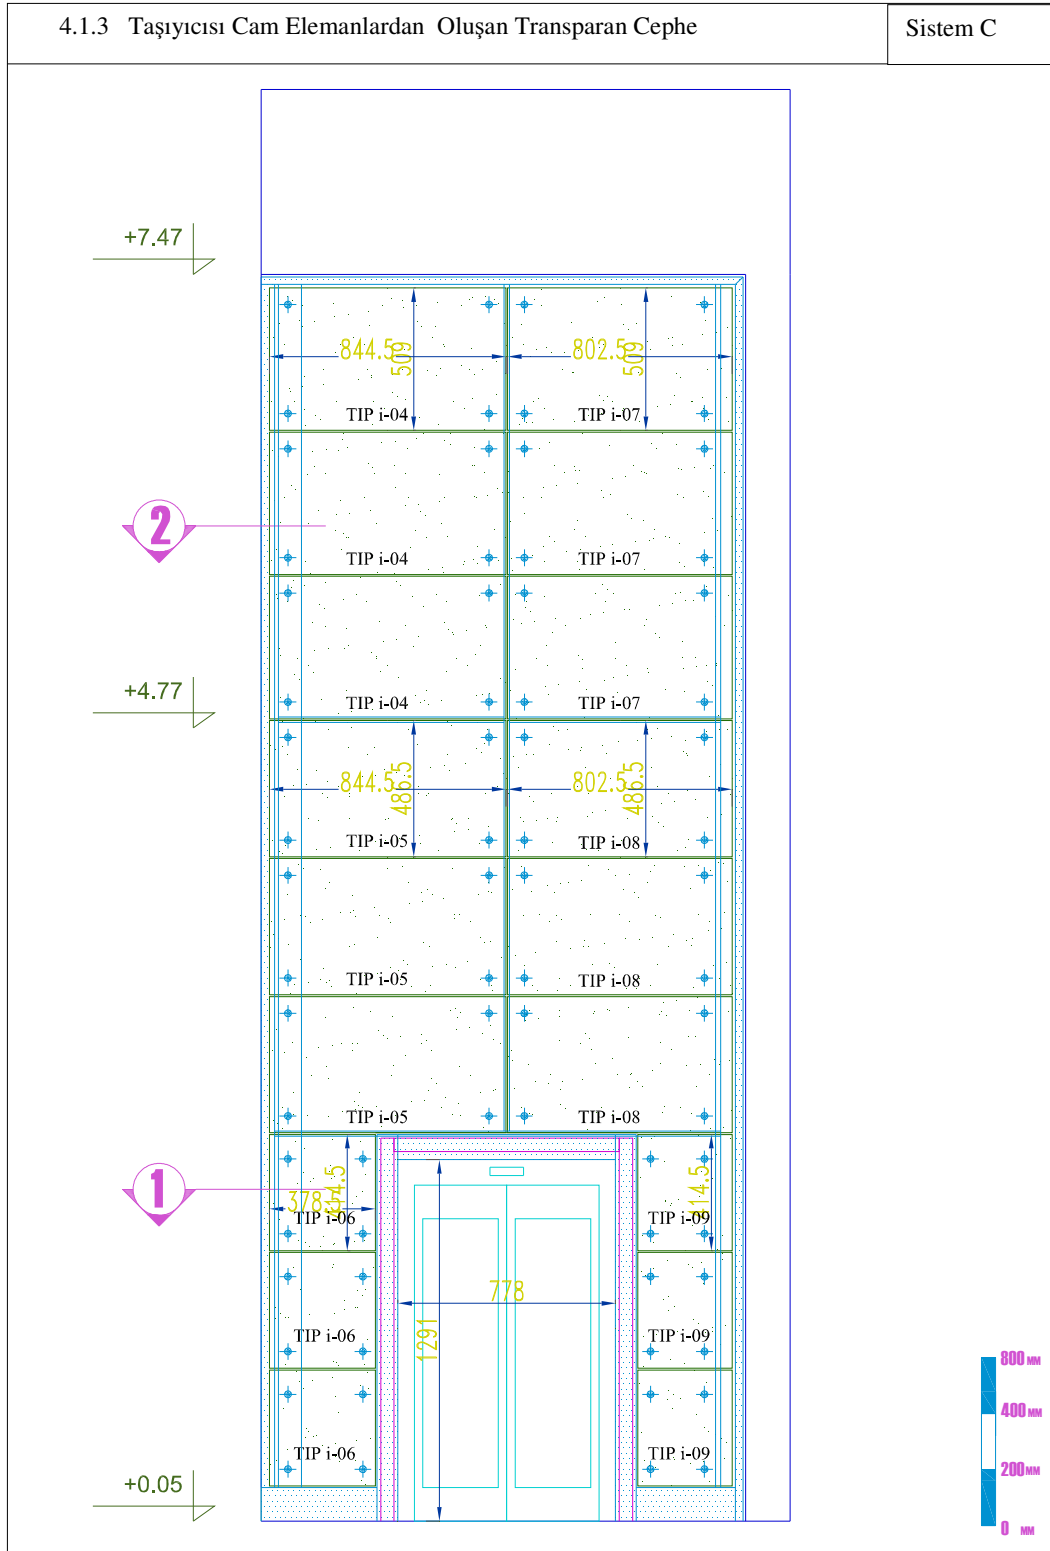 4.1.3 Taşıyıcısı Cam Elemanlardan Oluşan Transparan Cephe
Sistem C
+7.47
844.5
509
802.5
509
TIP i-04
TIP i-07
2
TIP i-04
TIP i-07
+4.77
TIP i-04
TIP i-07
844.5
486.5
802.5
486.5
TIP i-05
TIP i-08
TIP i-05
TIP i-08
TIP i-05
TIP i-08
1
414.5
TIP i-06
TIP i-09
778
1291
TIP i-06
TIP i-09
800 MM
400 MM
TIP i-06
TIP i-09
200 MM
+0.05
0 MM